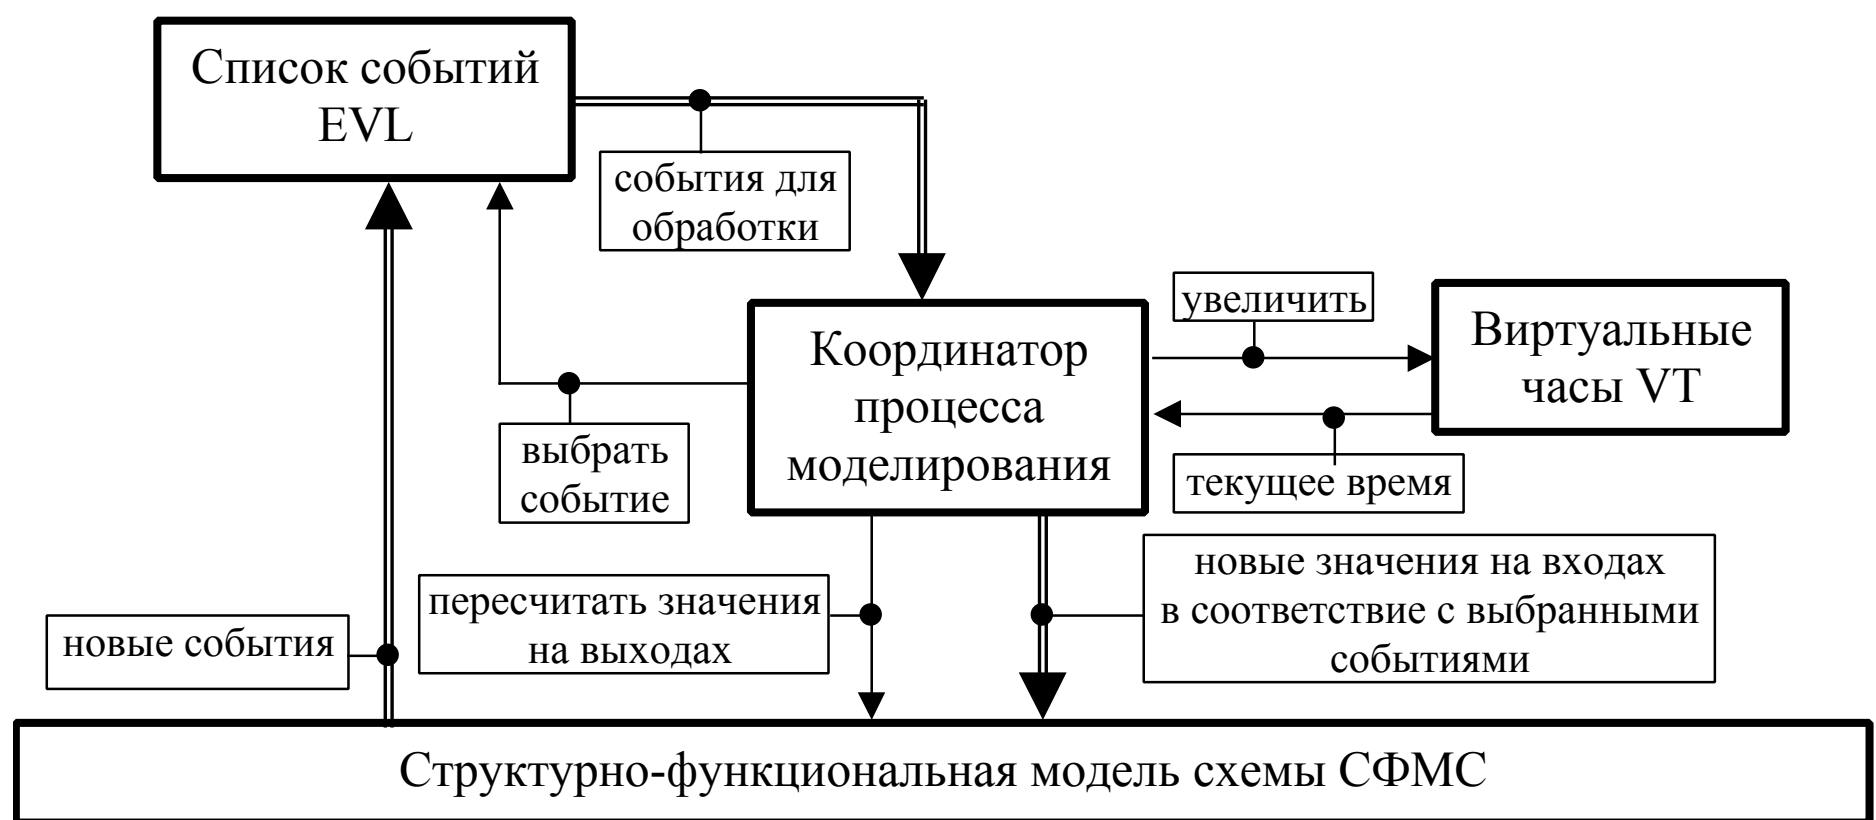 Список событий
EVL
события для
обработки
увеличить
Виртуальные
часы VT
Координатор
процесса
моделирования
выбрать
событие
текущее время
новые значения на входах
в соответствие с выбранными
событиями
пересчитать значения
на выходах
новые события
Структурно-функциональная модель схемы СФМС